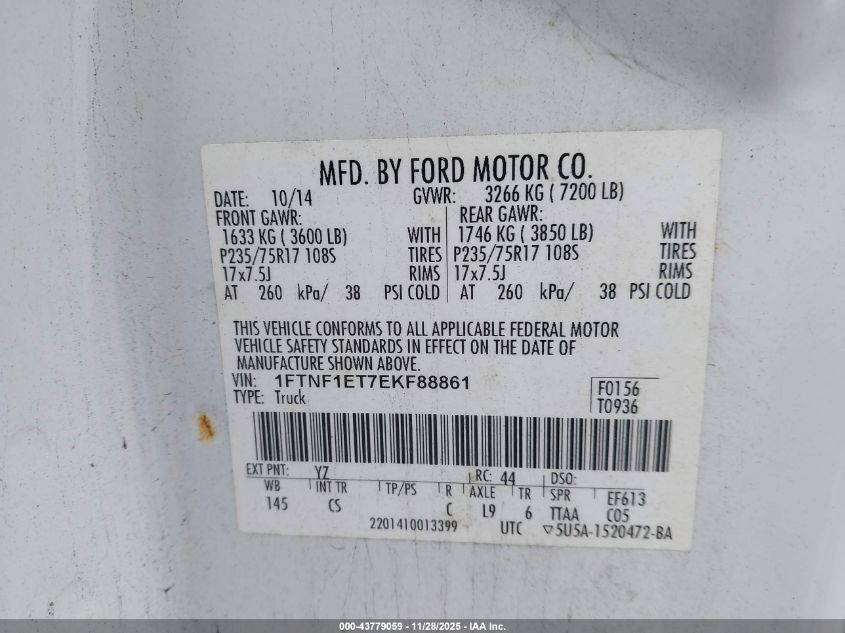 MFD. BY FORD MOTOR CO.
DATE: 10/14 GVWR: 3266 KG ( 7200 LB)
FRONT GAWR: REAR GAWR:
1633 KG ( 3600 LB) WITH 1746 KG ( 3850 LB) WITH
P235/75R17 108S TIRES P235/75R17 108S TIRES
17x7.5J RIMS 17x7.5J RIMS
AT 260 kPa/ 38 PSI COLD AT 260 kPa/ 38 PSI COLD
THIS VEHICLE CONFORMS TO ALL APPLICABLE FEDERAL MOTOR
VEHICLE SAFETY STANDARDS IN EFFECT ON THE DATE OF
MANUFACTURE SHOWN ABOVE.
VIN: 1FTNF1ET7EKF88861 F0156
TYPE: Truck T0936
EXT PNT: YZ RC: 44 DSO:
WB INT TR TP/PS R AXLE TR SPR EF613
145 CS C L9 6 TTAA C05
2201410013399 UTC ▽5U5A-1520472-BA
000-43779059 - 11/28/2025 - IAA Inc.